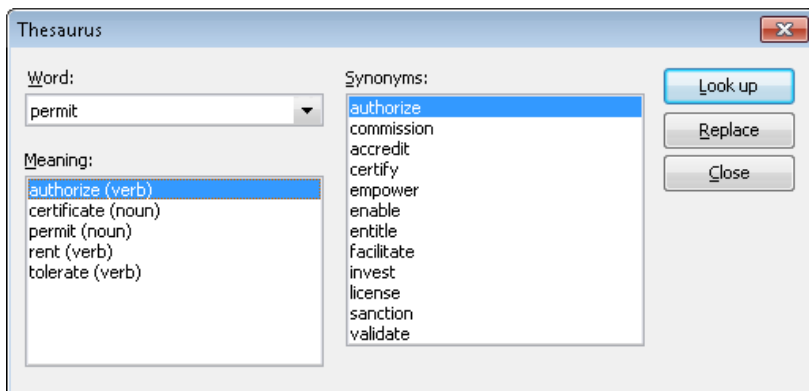 Thesaurus
Word:
permit
Meaning:
authorize (verb)
certificate (noun)
permit (noun)
rent (verb)
tolerate (verb)
Synonyms:
authorize
commission
accredit
certify
empower
enable
entitle
facilitate
invest
license
sanction
validate
Look up
Replace
Close